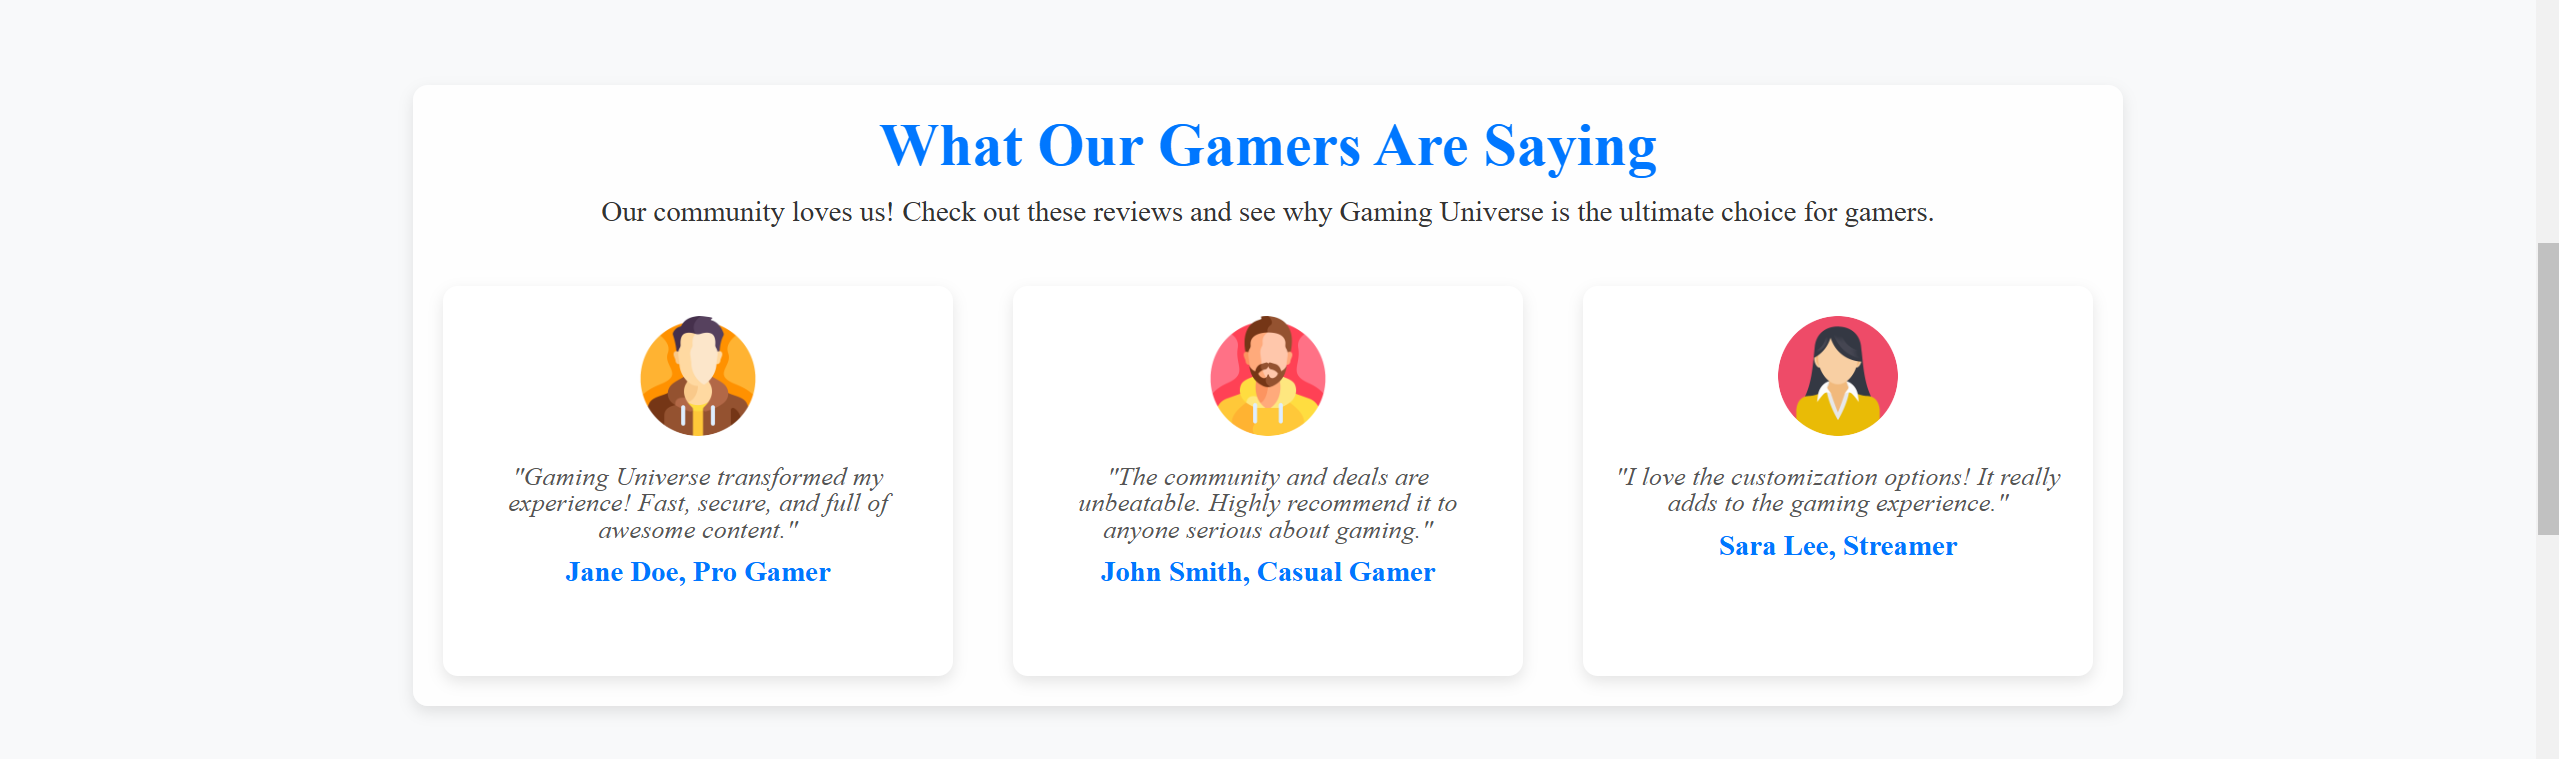 What Our Gamers Are Saying
Our community loves us! Check out these reviews and see why Gaming Universe is the ultimate choice for gamers.
"Gaming Universe transformed my
experience! Fast, secure, and full of
awesome content."
Jane Doe, Pro Gamer
"The community and deals are
unbeatable. Highly recommend it to
anyone serious about gaming."
John Smith, Casual Gamer
"I love the customization options! It really
adds to the gaming experience."
Sara Lee, Streamer